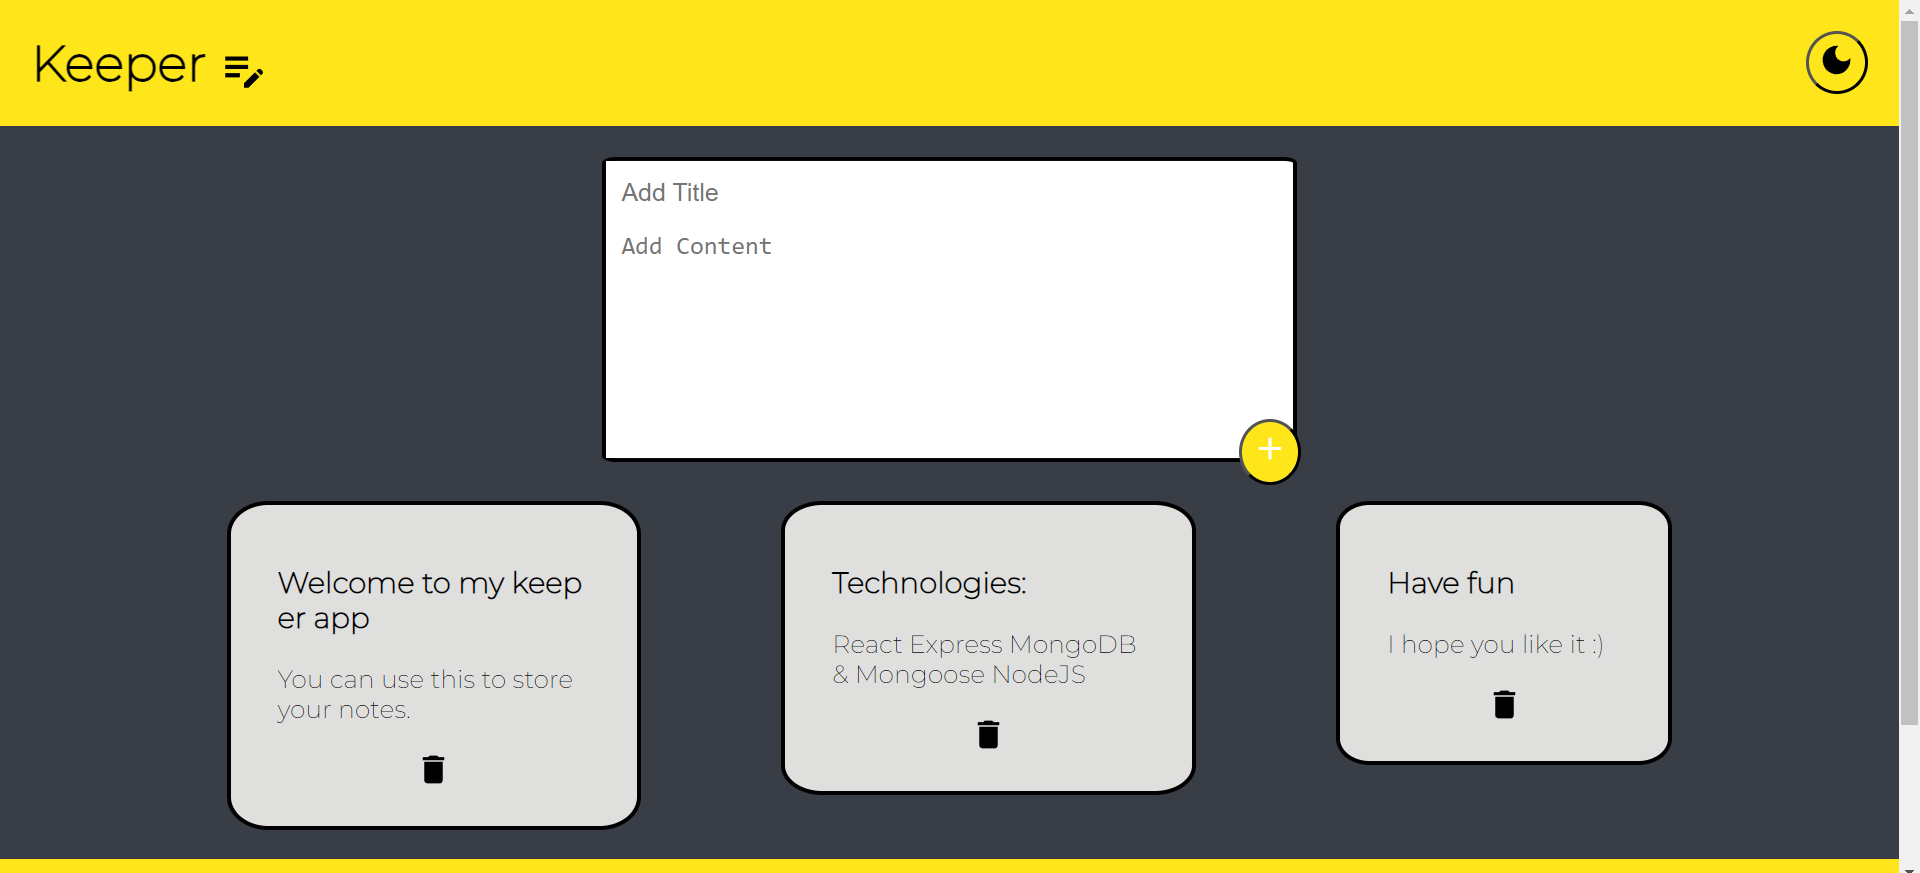 Keeper
Add Title
Add Content
Welcome to my keep
er app
You can use this to store
your notes.
Technologies:
React Express MongoDB
& Mongoose NodeJS
Have fun
I hope you like it :)